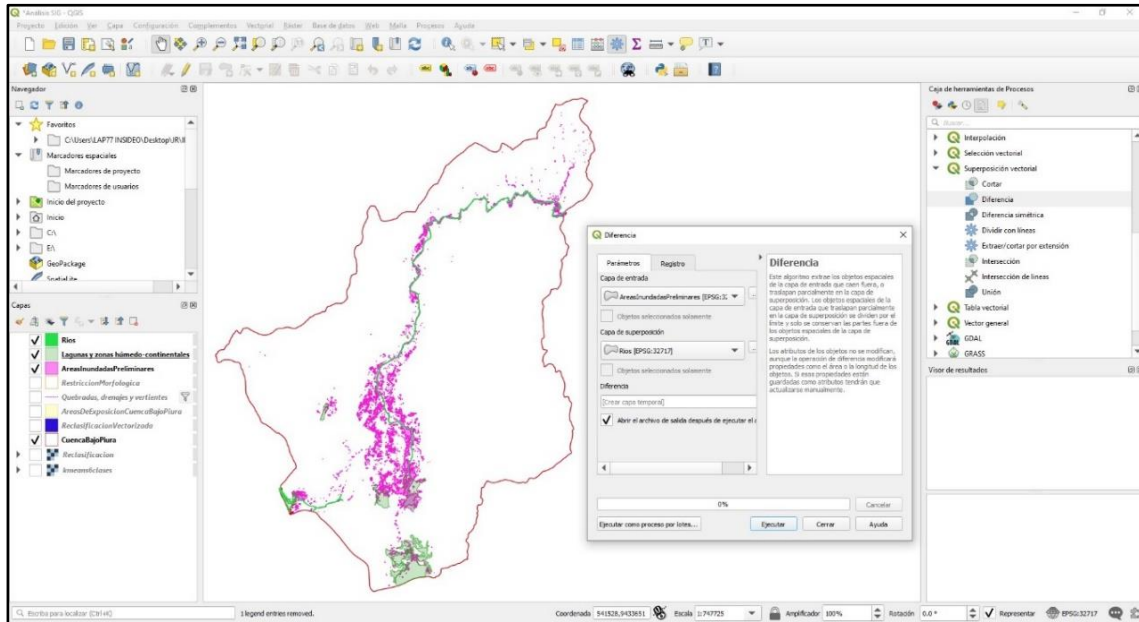 *Analisis SIG - QGIS
Proyecto Edición Ver Capa Configuración Complementos Vectorial Ráster Base de datos Web Malla Procesos Ayuda
Navegador
Favoritos
C:\Users\LAP77 INSIDEO\Desktop\JR\I
Marcadores espaciales
Marcadores de proyecto
Marcadores de usuarios
Inicio del proyecto
Inicio
C:\
E:\
GeoPackage
SpatiaLite
Capas
Rios
Lagunas y zonas húmedo-continentales
AreasInundadasPreliminares
RestriccionMorfologica
Quebradas, drenajes y vertientes
AreasDeExposicionCuencaBajoPiura
ReclasificacionVectorizada
CuencaBajoPiura
Reclasificacion
kmeans6clases
Diferencia
Parámetros Registro
Capa de entrada
AreasInundadasPreliminares [EPSG:32
Objetos seleccionados solamente
Capa de superposición
Rios [EPSG:32717]
Objetos seleccionados solamente
Diferencia
[Crear capa temporal]
Abrir el archivo de salida después de ejecutar el
Diferencia
Este algoritmo extrae los objetos espaciales
de la capa de entrada que caen fuera, o
traslapan parcialmente en la capa de
superposición. Los objetos espaciales de la
capa de entrada que traslapan parcialmente
en la capa de superposición se dividen por el
límite y solo se conservan las partes fuera de
los objetos espaciales de la capa de
superposición.
Los atributos de los objetos no se modifican,
aunque la operación de diferencia modificará
propiedades como el área o la longitud de los
objetos. Si esas propiedades están
guardadas como atributos tendrán que
actualizarse manualmente.
0%
Cancelar
Ejecutar como proceso por lotes...
Ejecutar Cerrar Ayuda
Caja de herramientas de Procesos
Buscar...
Interpolación
Selección vectorial
Superposición vectorial
Cortar
Diferencia
Diferencia simétrica
Dividir con líneas
Extraer/cortar por extensión
Intersección
Intersección de líneas
Unión
Tabla vectorial
Vector general
GDAL
GRASS
Visor de resultados
Escriba para localizar (Ctrl+K)
1 legend entries removed.
Coordenada 541528,9433651 Escala 1:747725 Amplificador 100% Rotación 0.0 ° Representar EPSG:32717